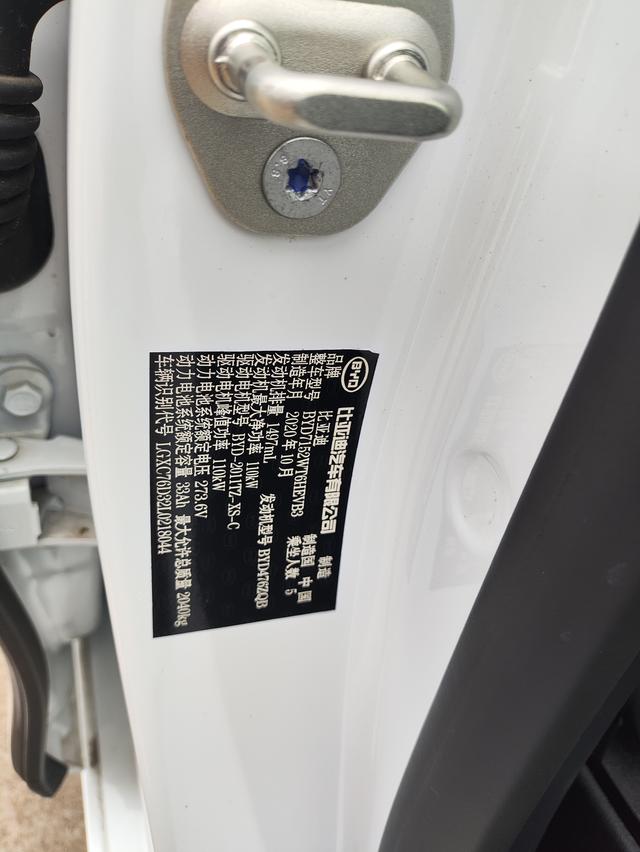 BYD 比亚迪汽车有限公司 制造
品牌 比亚迪 制造国 中国
整车型号 BYD7152WT6HEVB3 乘坐人数 5
制造年月 2020年10月
发动机排量 1497mL 发动机型号 BYD476ZQB
发动机最大净功率 110kW
驱动电机型号 BYD-2011TZ-XS-C
驱动电机峰值功率 110kW
动力电池系统额定电压 273.6V
动力电池系统额定容量 33Ah 最大允许总质量 2040kg
车辆识别代号 LGXC76D32L0218044
8.8
YT